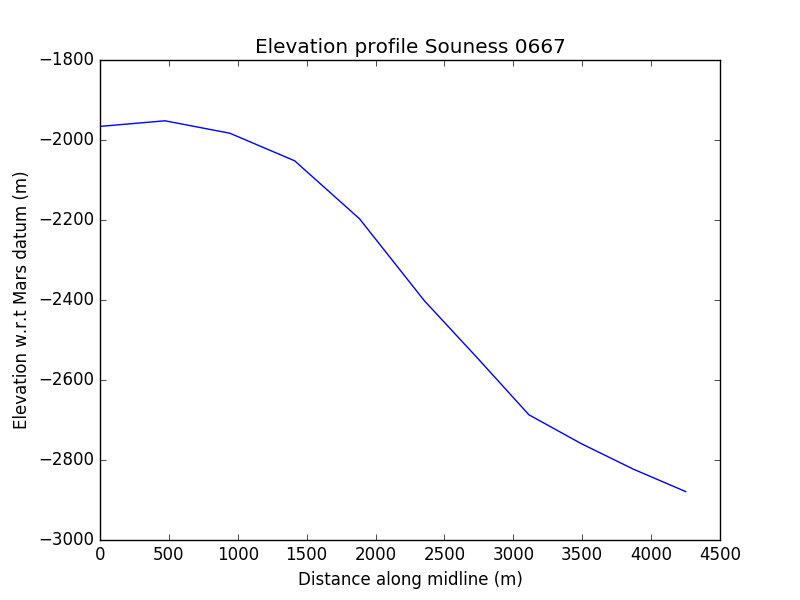 Elevation profile Souness 0667
−1800
−2000
−2200
−2400
−2600
−2800
−3000
Elevation w.r.t Mars datum (m)
0 500 1000 1500 2000 2500 3000 3500 4000 4500
Distance along midline (m)